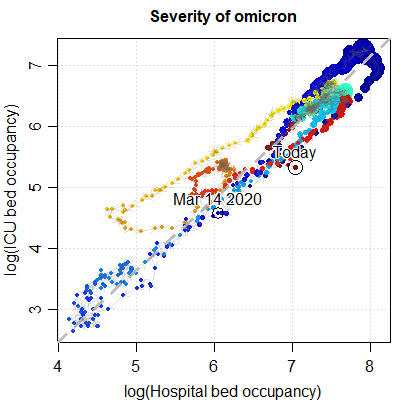 Severity of omicron
log(ICU bed occupancy)
7
6
5
4
3
Today
Mar 14 2020
4
5
6
7
8
log(Hospital bed occupancy)